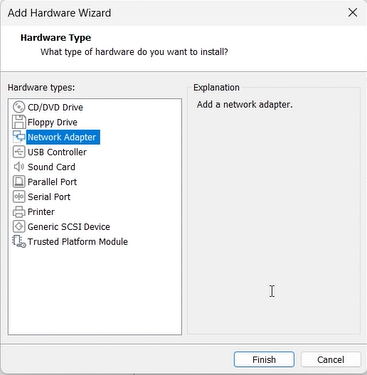 Add Hardware Wizard
Hardware Type
What type of hardware do you want to install?
Hardware types:
CD/DVD Drive
Floppy Drive
Network Adapter
USB Controller
Sound Card
Parallel Port
Serial Port
Printer
Generic SCSI Device
Trusted Platform Module
Explanation
Add a network adapter.
Finish
Cancel